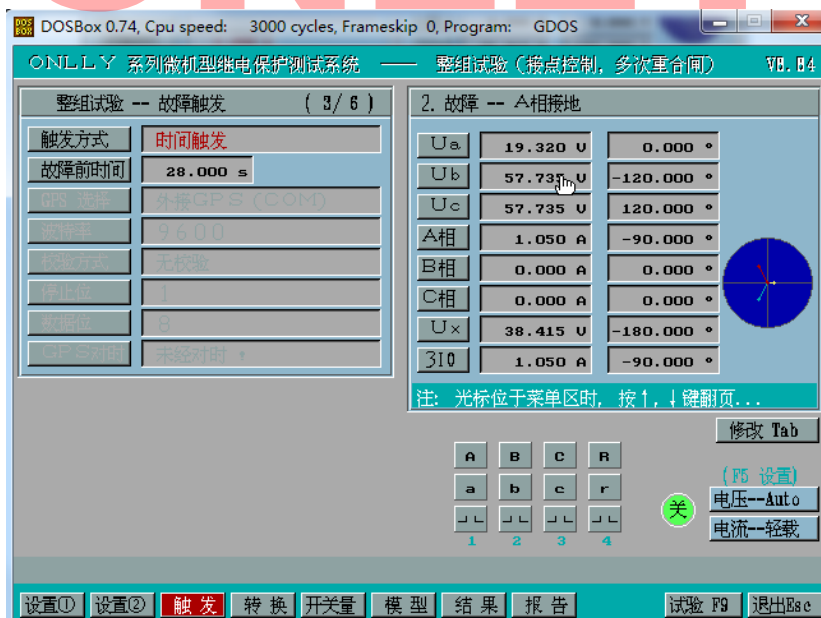 DOSBox 0.74, Cpu speed: 3000 cycles, Frameskip 0, Program: GDOS
ONLLY 系列微机型继电保护测试系统 —— 整组试验(接点控制, 多次重合闸) V8.B4
整组试验 -- 故障触发 ( 3/ 6 )
触发方式 时间触发
故障前时间 28.000 s
GPS 选择 外接GPS (COM)
波特率 9600
校验方式 无校验
停止位 1
数据位 8
GPS对时 未经对时 !
2. 故障 -- A相接地
Ua 19.320 V 0.000 °
Ub 57.735 V -120.000 °
Uc 57.735 V 120.000 °
A相 1.050 A -90.000 °
B相 0.000 A 0.000 °
C相 0.000 A 0.000 °
Ux 38.415 V -180.000 °
3I0 1.050 A -90.000 °
注: 光标位于菜单区时, 按↑,↓键翻页...
修改 Tab
A B C R
a b c r
1 2 3 4
关
(F5 设置)
电压--Auto
电流--轻载
设置① 设置② 触 发 转 换 开关量 模 型 结 果 报 告 试验 F9 退出Esc